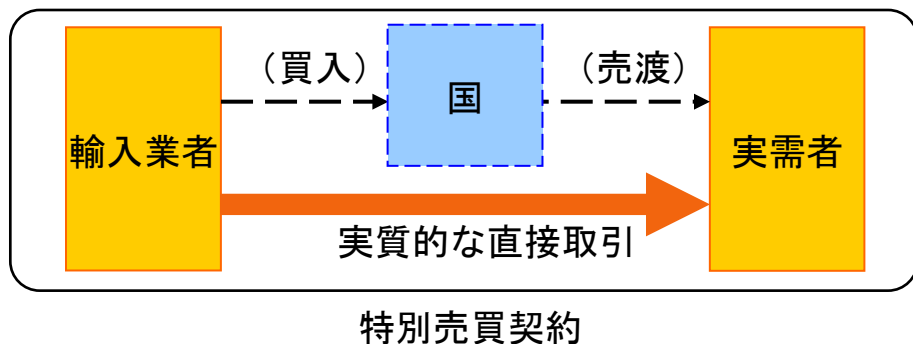 （買入）
（売渡）
国
輸入業者
実需者
実質的な直接取引
特別売買契約